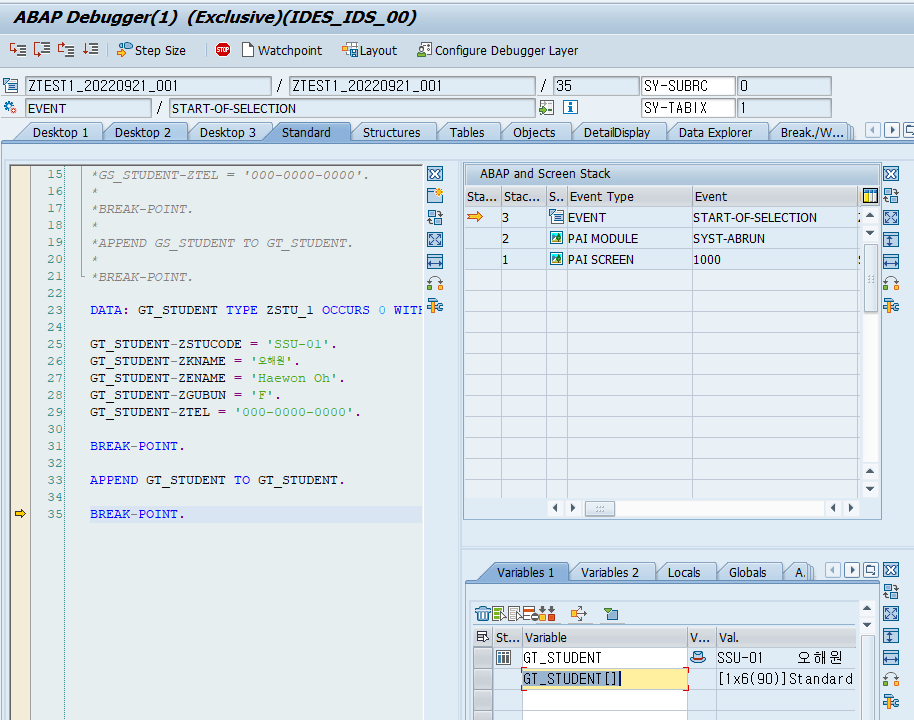 ABAP Debugger(1) (Exclusive)(IDES_IDS_00)
Step Size STOP Watchpoint Layout Configure Debugger Layer
ZTEST1_20220921_001 / ZTEST1_20220921_001 / 35 SY-SUBRC 0
EVENT / START-OF-SELECTION SY-TABIX 1
Desktop 1 Desktop 2 Desktop 3 Standard Structures Tables Objects DetailDisplay Data Explorer Break./W...
15 *GS_STUDENT-ZTEL = '000-0000-0000'.
16 *
17 *BREAK-POINT.
18 *
19 *APPEND GS_STUDENT TO GT_STUDENT.
20 *
21 *BREAK-POINT.
22
23 DATA: GT_STUDENT TYPE ZSTU_1 OCCURS 0 WITH
24
25 GT_STUDENT-ZSTUCODE = 'SSU-01'.
26 GT_STUDENT-ZKNAME = '오해원'.
27 GT_STUDENT-ZENAME = 'Haewon Oh'.
28 GT_STUDENT-ZGUBUN = 'F'.
29 GT_STUDENT-ZTEL = '000-0000-0000'.
30
31 BREAK-POINT.
32
33 APPEND GT_STUDENT TO GT_STUDENT.
34
35 BREAK-POINT.
ABAP and Screen Stack
Sta... Stac... S.. Event Type Event
3 EVENT START-OF-SELECTION
2 PAI MODULE SYST-ABRUN
1 PAI SCREEN 1000
Variables 1 Variables 2 Locals Globals A.
St... Variable V... Val.
GT_STUDENT SSU-01 오해원
GT_STUDENT[] [1x6(90)]Standard